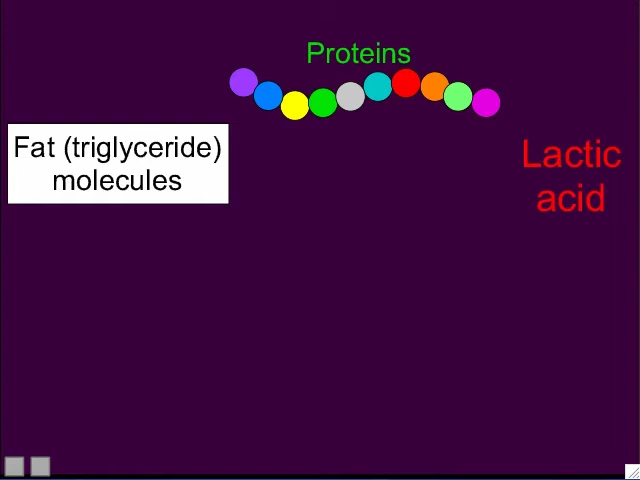 Proteins
Fat (triglyceride)
molecules
Lactic
acid